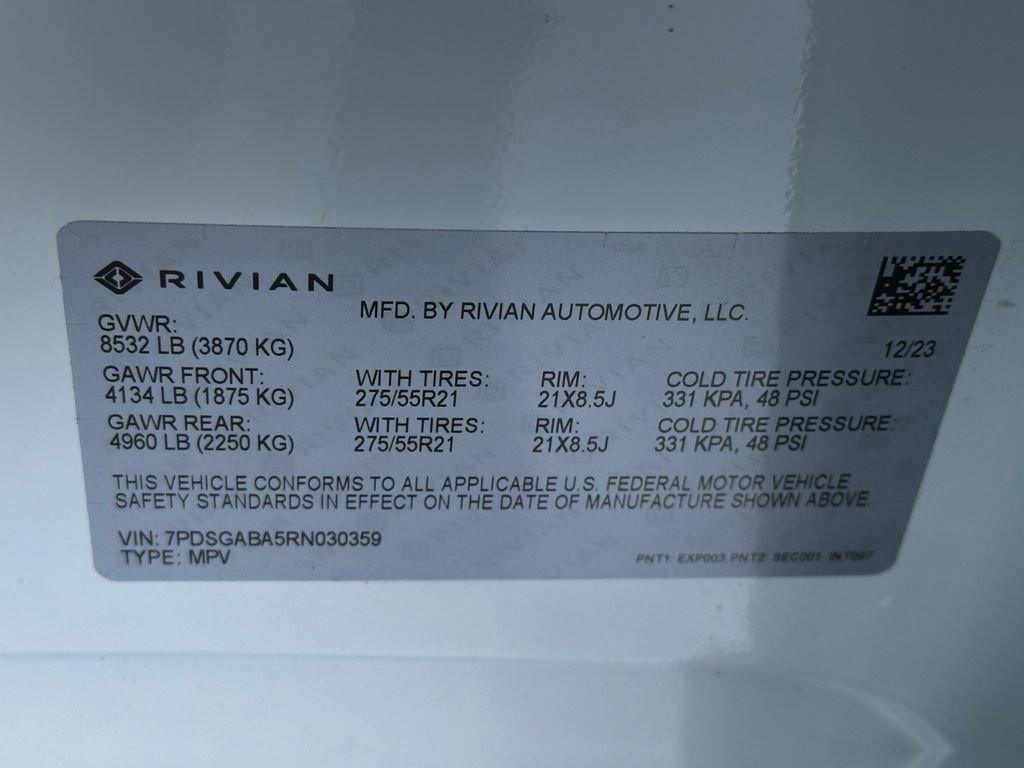 RIVIAN
MFD. BY RIVIAN AUTOMOTIVE, LLC.
GVWR:
8532 LB (3870 KG)
12/23
GAWR FRONT: WITH TIRES: RIM: COLD TIRE PRESSURE:
4134 LB (1875 KG) 275/55R21 21X8.5J 331 KPA, 48 PSI
GAWR REAR: WITH TIRES: RIM: COLD TIRE PRESSURE:
4960 LB (2250 KG) 275/55R21 21X8.5J 331 KPA, 48 PSI
THIS VEHICLE CONFORMS TO ALL APPLICABLE U.S. FEDERAL MOTOR VEHICLE
SAFETY STANDARDS IN EFFECT ON THE DATE OF MANUFACTURE SHOWN ABOVE.
VIN: 7PDSGABA5RN030359
TYPE: MPV
PNT1: EXP003 PNT2: SEC001 INT007